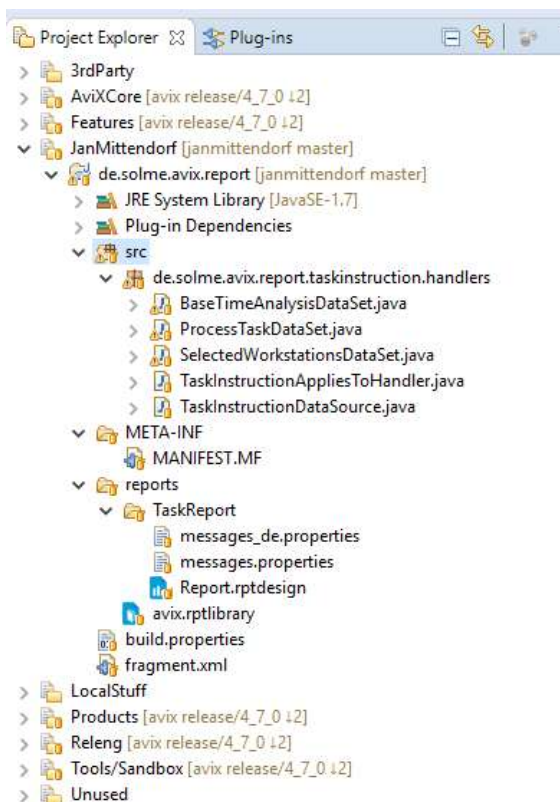 Project Explorer Plug-ins
3rdParty
AviXCore [avix release/4_7_0 ↓2]
Features [avix release/4_7_0 ↓2]
JanMittendorf [janmittendorf master]
de.solme.avix.report [janmittendorf master]
JRE System Library [JavaSE-1.7]
Plug-in Dependencies
src
de.solme.avix.report.taskinstruction.handlers
BaseTimeAnalysisDataSet.java
ProcessTaskDataSet.java
SelectedWorkstationsDataSet.java
TaskInstructionAppliesToHandler.java
TaskInstructionDataSource.java
META-INF
MANIFEST.MF
reports
TaskReport
messages_de.properties
messages.properties
Report.rptdesign
avix.rptlibrary
build.properties
fragment.xml
LocalStuff
Products [avix release/4_7_0 ↓2]
Releng [avix release/4_7_0 ↓2]
Tools/Sandbox [avix release/4_7_0 ↓2]
Unused